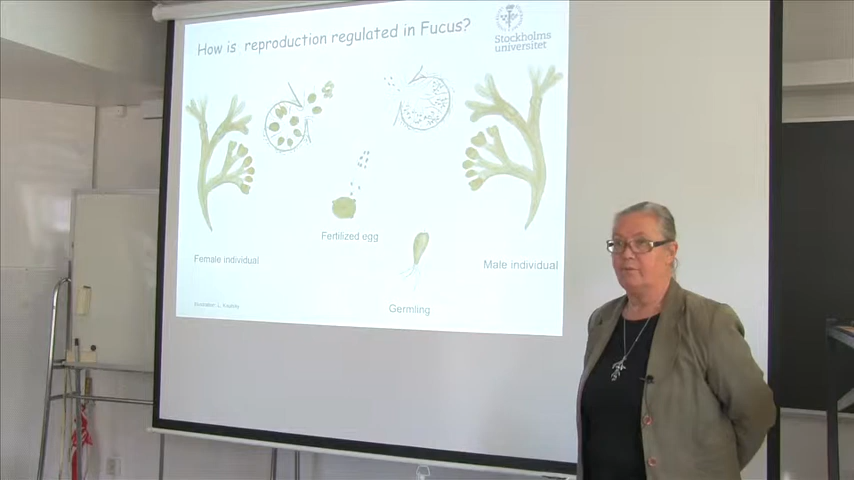 How is reproduction regulated in Fucus?
Stockholms
universitet
Fertilized egg
Female individual
Male individual
Germling